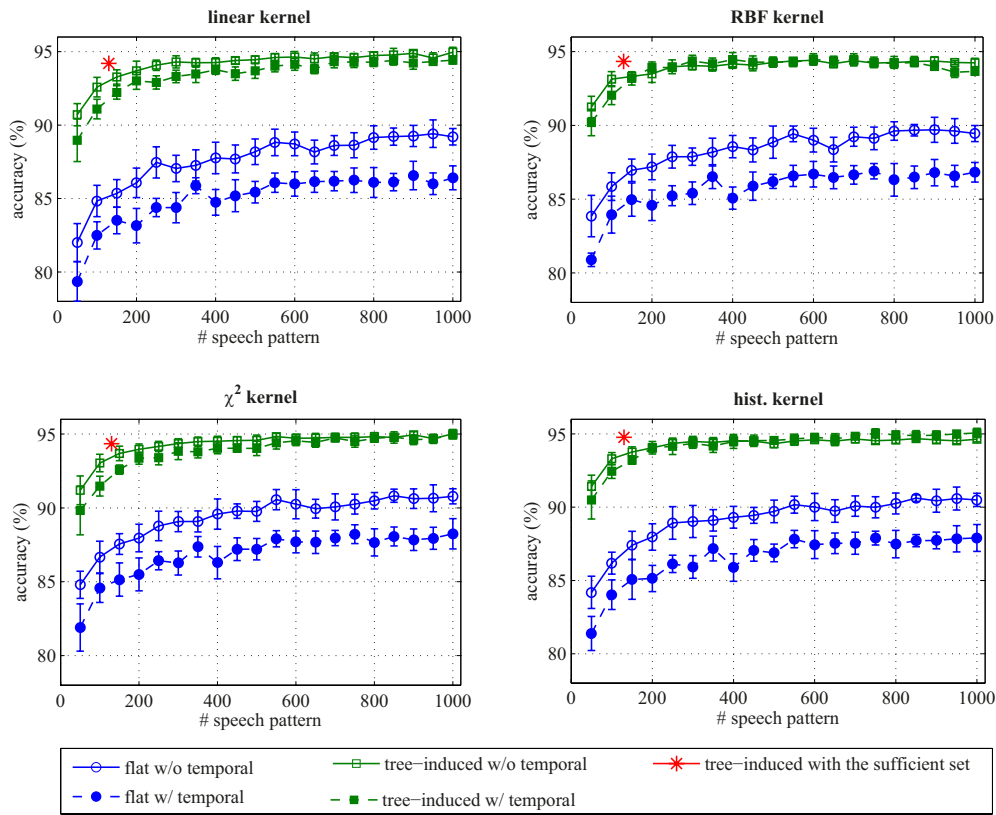 linear kernel
95
90
85
80
accuracy (%)
0 200 400 600 800 1000
# speech pattern
RBF kernel
95
90
85
80
accuracy (%)
0 200 400 600 800 1000
# speech pattern
χ² kernel
95
90
85
80
accuracy (%)
0 200 400 600 800 1000
# speech pattern
hist. kernel
95
90
85
80
accuracy (%)
0 200 400 600 800 1000
# speech pattern
flat w/o temporal
flat w/ temporal
tree−induced w/o temporal
tree−induced w/ temporal
tree−induced with the sufficient set